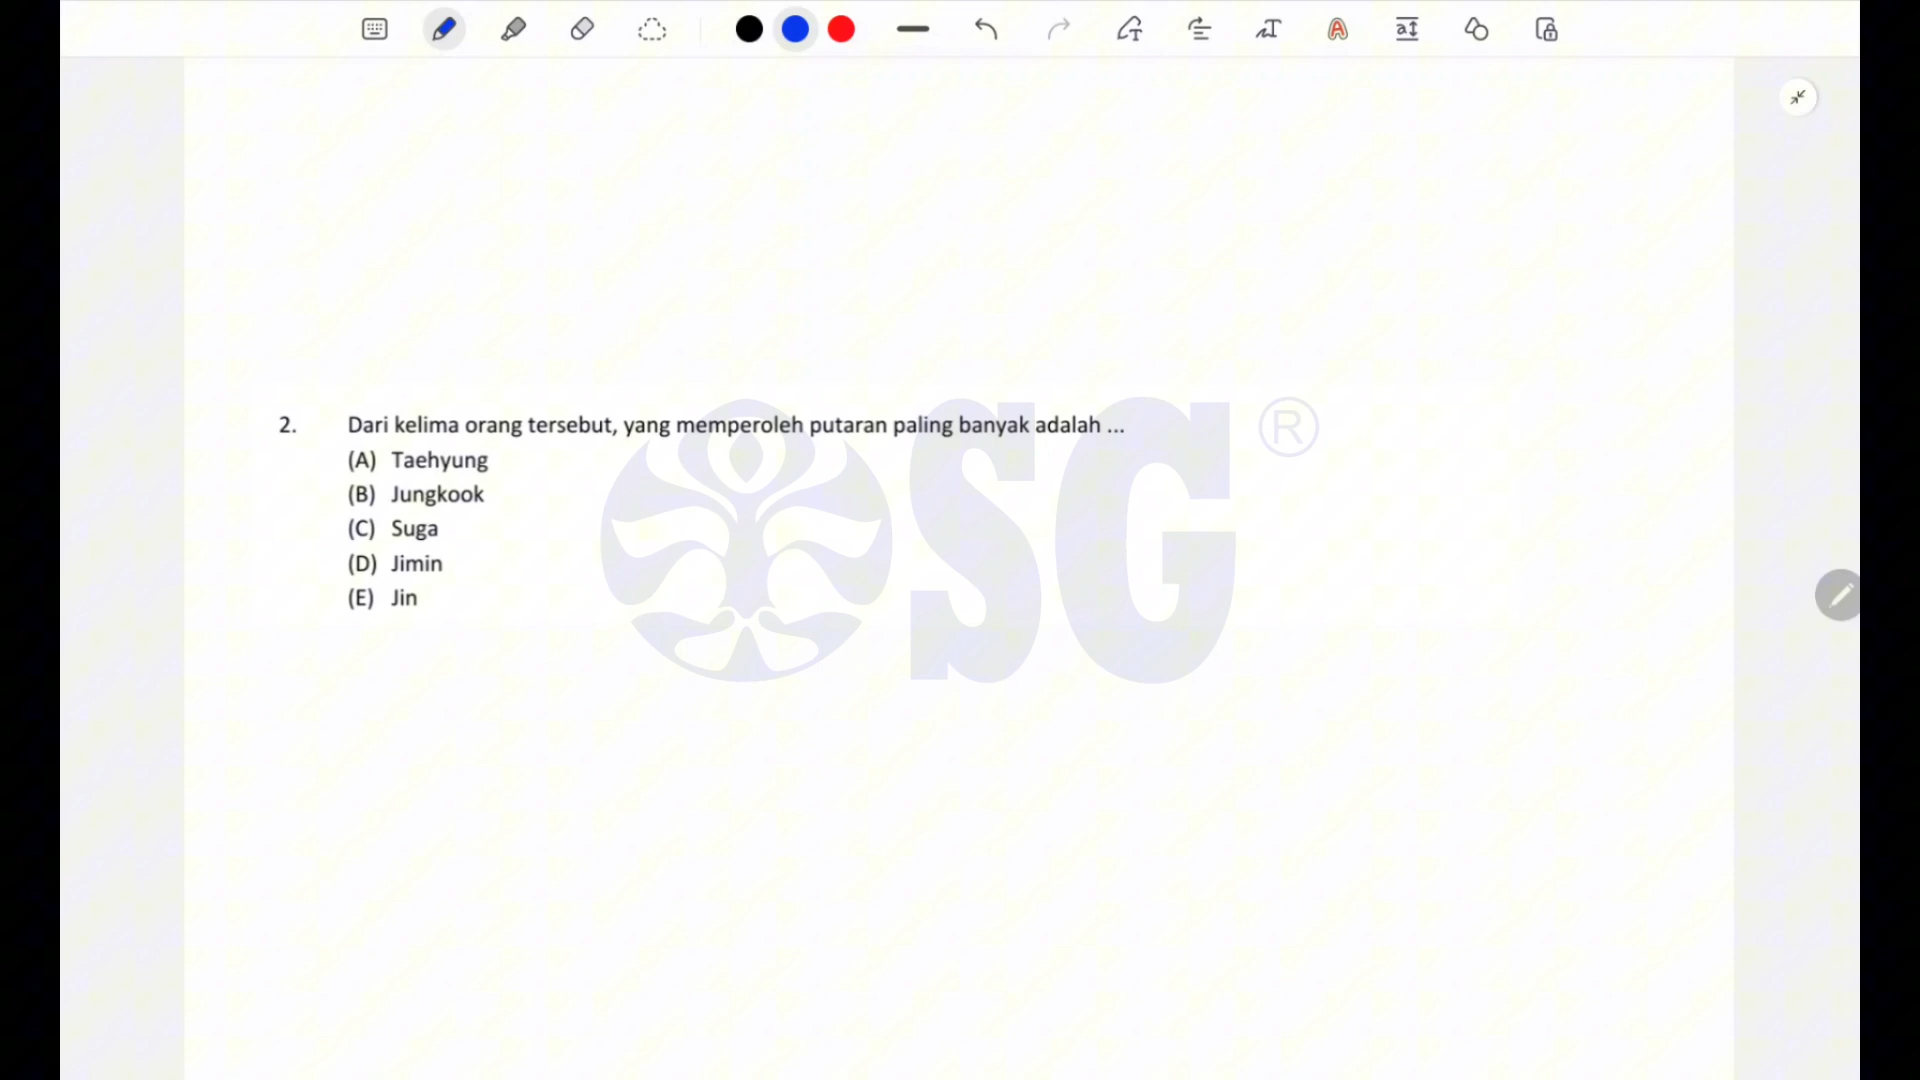 2. Dari kelima orang tersebut, yang memperoleh putaran paling banyak adalah ...
(A) Taehyung
(B) Jungkook
(C) Suga
(D) Jimin
(E) Jin
SG®